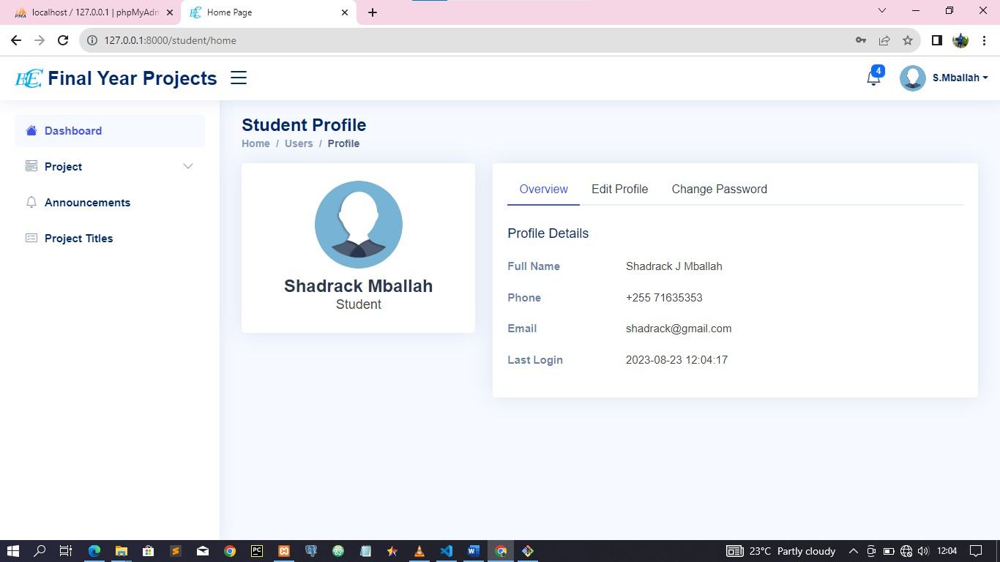 localhost / 127.0.0.1 | phpMyAdm
Home Page
127.0.0.1:8000/student/home
Final Year Projects
4
S.Mballah
Dashboard
Project
Announcements
Project Titles
Student Profile
Home / Users / Profile
Shadrack Mballah
Student
Overview Edit Profile Change Password
Profile Details
Full Name Shadrack J Mballah
Phone +255 71635353
Email shadrack@gmail.com
Last Login 2023-08-23 12:04:17
23°C Partly cloudy
12:04